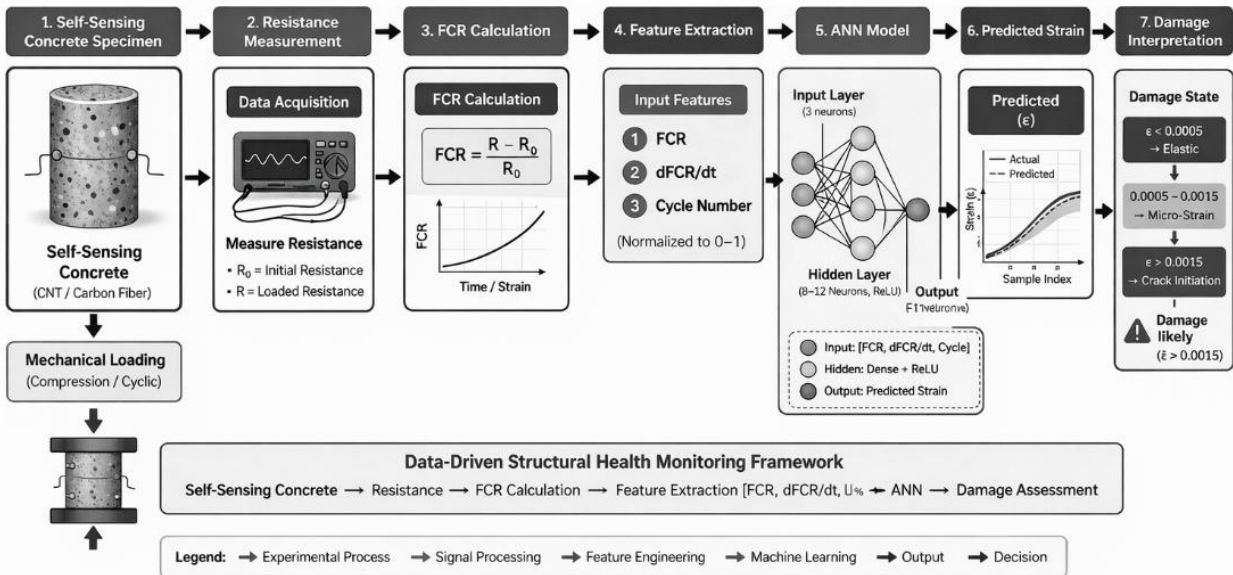 1. Self-Sensing
Concrete Specimen
2. Resistance
Measurement
3. FCR Calculation
4. Feature Extraction
5. ANN Model
6. Predicted Strain
7. Damage
Interpretation
Self-Sensing
Concrete
(CNT / Carbon Fiber)
Mechanical Loading
(Compression / Cyclic)
Data Acquisition
Measure Resistance
• R₀ = Initial Resistance
• R = Loaded Resistance
FCR Calculation
FCR = (R − R₀) / R₀
FCR
Time / Strain
Input Features
1 FCR
2 dFCR/dt
3 Cycle Number
(Normalized to 0–1)
Input Layer
(3 neurons)
Hidden Layer
(8–12 Neurons, ReLU)
Output
Input: [FCR, dFCR/dt, Cycle]
Hidden: Dense + ReLU
Output: Predicted Strain
Predicted
(ε)
Actual
Predicted
Strain (ε)
Sample Index
Damage State
ε < 0.0005
→ Elastic
0.0005 – 0.0015
→ Micro-Strain
ε > 0.0015
→ Crack Initiation
Damage
likely
(ε̂ > 0.0015)
Data-Driven Structural Health Monitoring Framework
Self-Sensing Concrete → Resistance → FCR Calculation → Feature Extraction [FCR, dFCR/dt, → ANN → Damage Assessment
Legend: → Experimental Process → Signal Processing → Feature Engineering → Machine Learning → Output → Decision